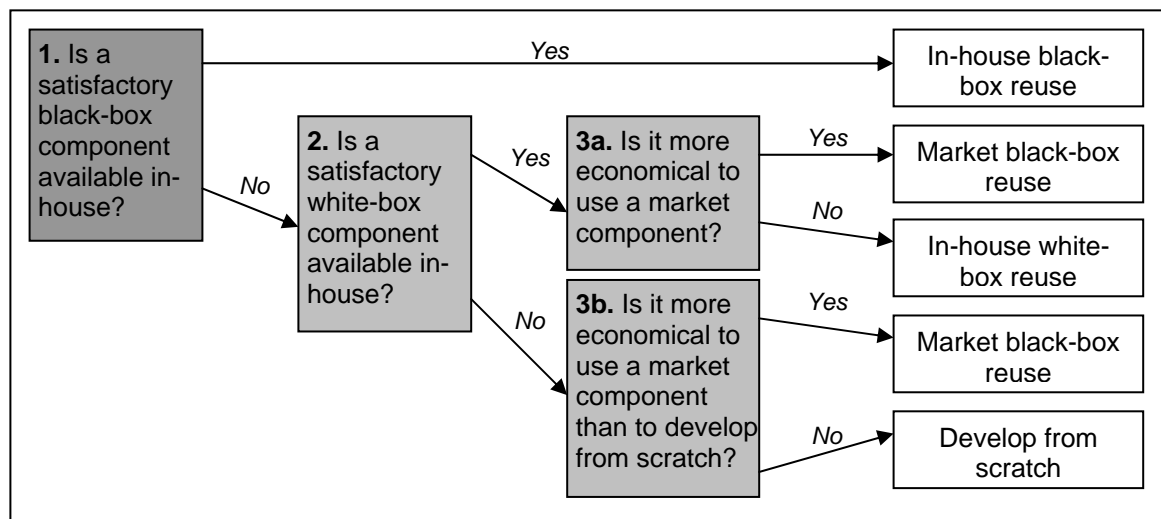 1. Is a
satisfactory
black-box
component
available in-
house?
Yes
In-house black-
box reuse
No
2. Is a
satisfactory
white-box
component
available in-
house?
Yes
3a. Is it more
economical to
use a market
component?
Yes
Market black-box
reuse
No
In-house white-
box reuse
No
3b. Is it more
economical to
use a market
component
than to develop
from scratch?
Yes
Market black-box
reuse
No
Develop from
scratch